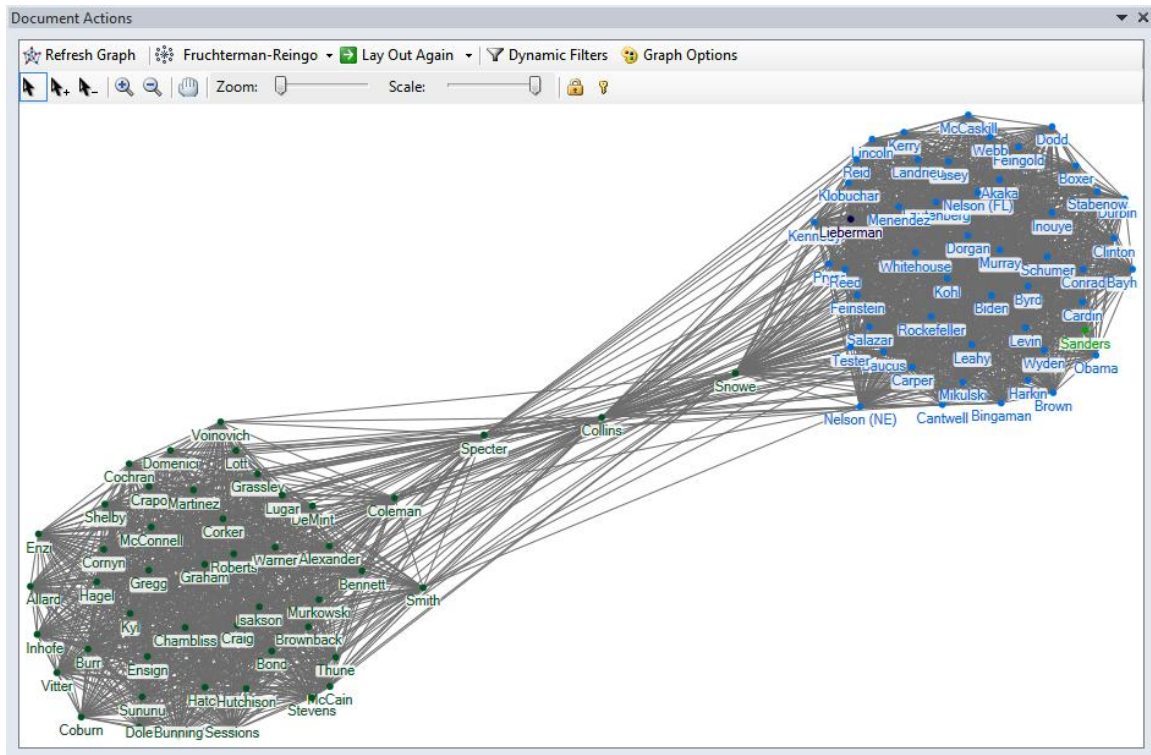 Document Actions
Refresh Graph Fruchterman-Reingo Lay Out Again Dynamic Filters Graph Options
Zoom: Scale:
McCaskill
Dodd
Kerry
Webb
Lincoln
Feingold
Reid
Landrieu
Boxer
Klobuchar
Akaka
Stabenow
Nelson (FL)
Durbin
Menendez
Inouye
Kennedy
Lieberman
Dorgan
Clinton
Whitehouse
Murray
Schumer
Reed
Conrad
Bayh
Kohl
Feinstein
Biden
Byrd
Cardin
Rockefeller
Salazar
Levin
Sanders
Tester
Leahy
Wyden
Obama
Baucus
Carper
Snowe
Mikulski
Harkin
Brown
Nelson (NE)
Cantwell
Bingaman
Collins
Voinovich
Specter
Domenici
Lott
Cochran
Grassley
Crapo
Martinez
Lugar
Coleman
Shelby
DeMint
McConnell
Corker
Enzi
Cornyn
Roberts
Warner
Alexander
Gregg
Graham
Bennett
Allard
Hagel
Smith
Murkowski
Isakson
Kyl
Chambliss
Craig
Brownback
Inhofe
Burr
Ensign
Bond
Thune
Vitter
Hutchison
McCain
Sununu
Stevens
Coburn
Dole
Bunning
Sessions